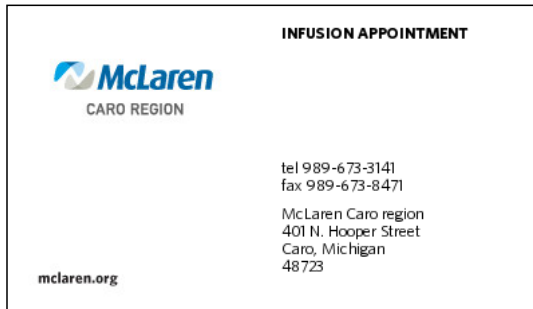 INFUSION APPOINTMENT
McLaren
CARO REGION
tel 989-673-3141
fax 989-673-8471
McLaren Caro region
401 N. Hooper Street
Caro, Michigan
48723
mclaren.org